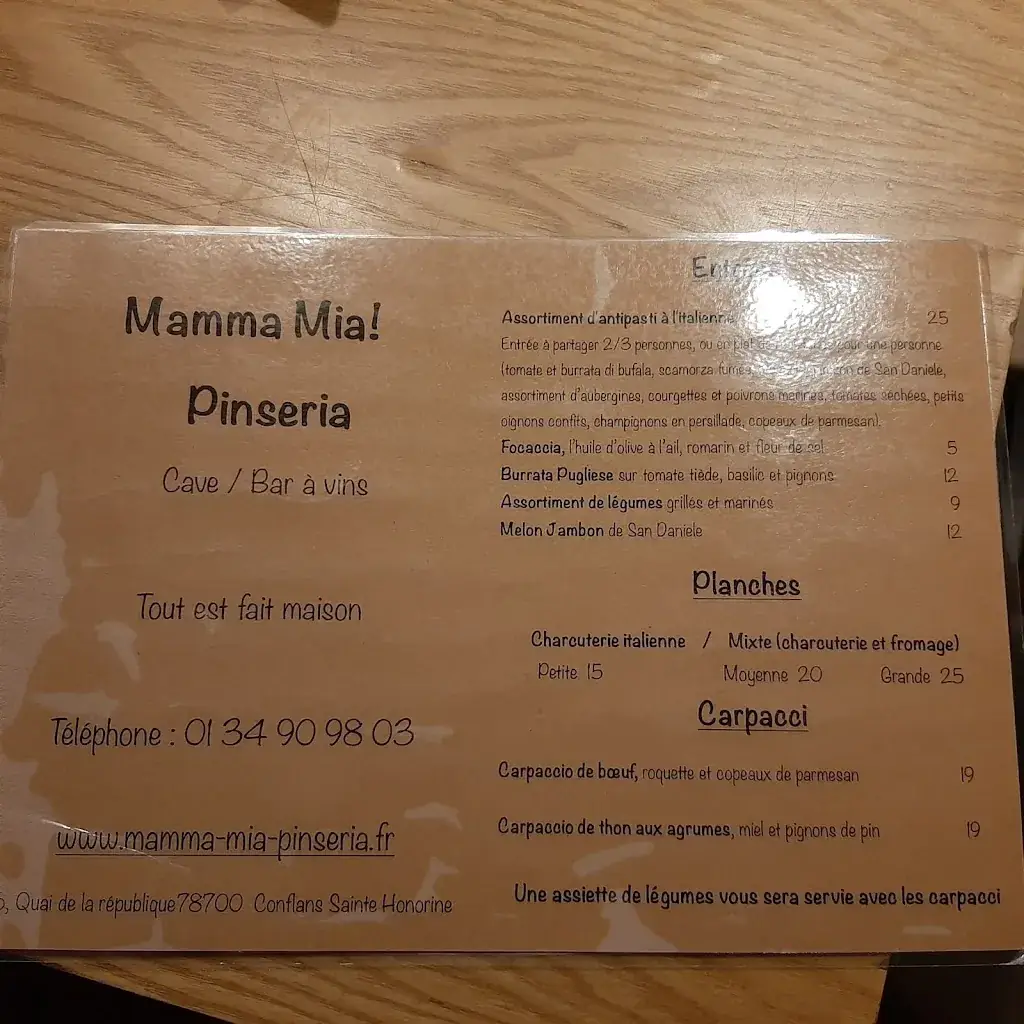 Mamma Mia!
Pinseria
Cave / Bar à vins
Tout est fait maison
Téléphone : 01 34 90 98 03
www.mamma-mia-pinseria.fr
, Quai de la république78700 Conflans Sainte Honorine
Assortiment d'antipasti à l'italienne 25
Entrée à partager 2/3 personnes, ou en plat pour une personne
(tomate et burrata di bufala, scamorza fumée, de San Daniele,
assortiment d'aubergines, courgettes et poivrons marinés, tomates séchées, petits
oignons confits, champignons en persillade, copeaux de parmesan).
Focaccia, l'huile d'olive à l'ail, romarin et fleur de sel 5
Burrata Pugliese sur tomate tiède, basilic et pignons 12
Assortiment de légumes grillés et marinés 9
Melon Jambon de San Daniele 12
Planches
Charcuterie italienne / Mixte (charcuterie et fromage)
Petite 15 Moyenne 20 Grande 25
Carpacci
Carpaccio de bœuf, roquette et copeaux de parmesan 19
Carpaccio de thon aux agrumes, miel et pignons de pin 19
Une assiette de légumes vous sera servie avec les carpacci